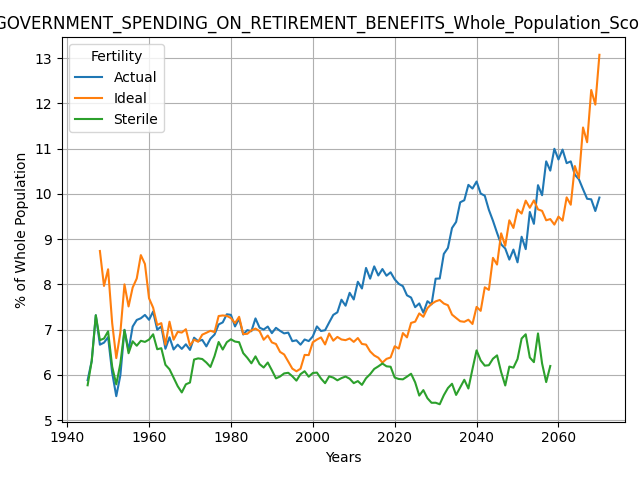 GOVERNMENT_SPENDING_ON_RETIREMENT_BENEFITS_Whole_Population_Sco
Fertility
Actual
Ideal
Sterile
% of Whole Population
13
12
11
10
9
8
7
6
5
1940 1960 1980 2000 2020 2040 2060
Years